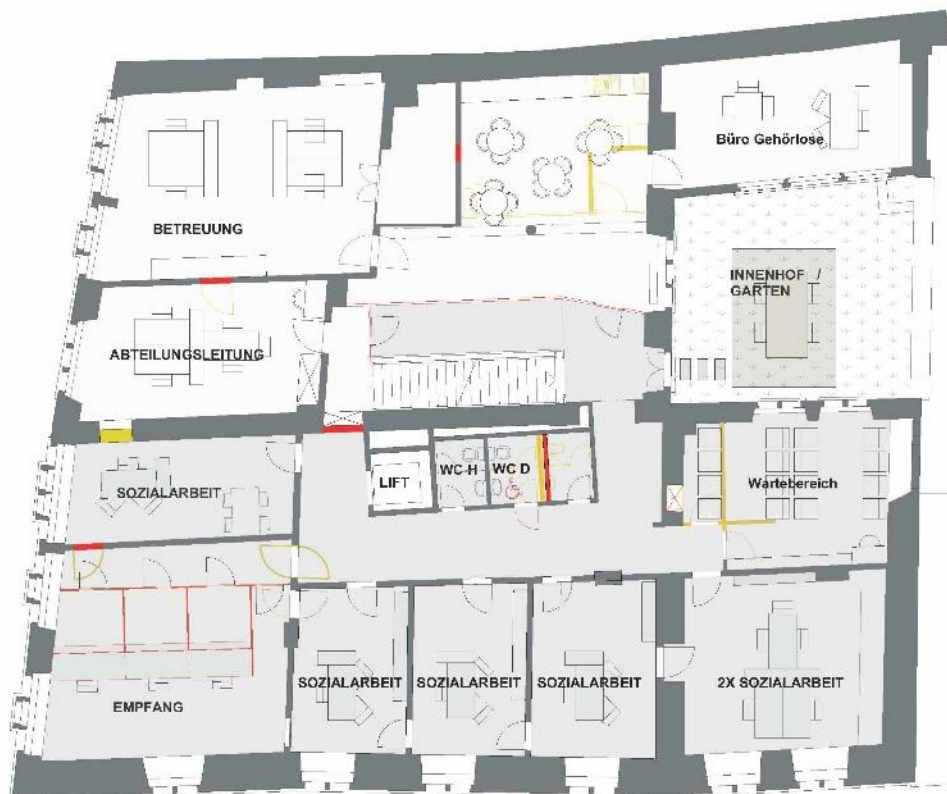 Büro Gehörlose
BETREUUNG
INNENHOF /
GARTEN
ABTEILUNGSLEITUNG
WC H
WC D
LIFT
SOZIALARBEIT
Wartebereich
SOZIALARBEIT
SOZIALARBEIT
SOZIALARBEIT
2X SOZIALARBEIT
EMPFANG